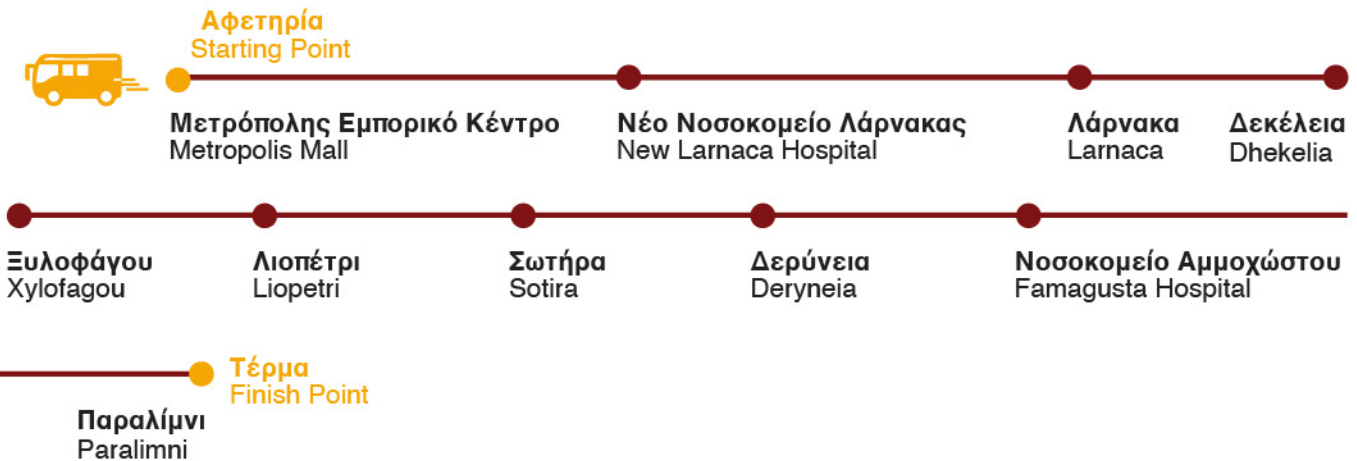 Αφετηρία
Starting Point
Μετρόπολης Εμπορικό Κέντρο
Metropolis Mall
Νέο Νοσοκομείο Λάρνακας
New Larnaca Hospital
Λάρνακα
Larnaca
Δεκέλεια
Dhekelia
Ξυλοφάγου
Xylofagou
Λιοπέτρι
Liopetri
Σωτήρα
Sotira
Δερύνεια
Deryneia
Νοσοκομείο Αμμοχώστου
Famagusta Hospital
Τέρμα
Finish Point
Παραλίμνι
Paralimni